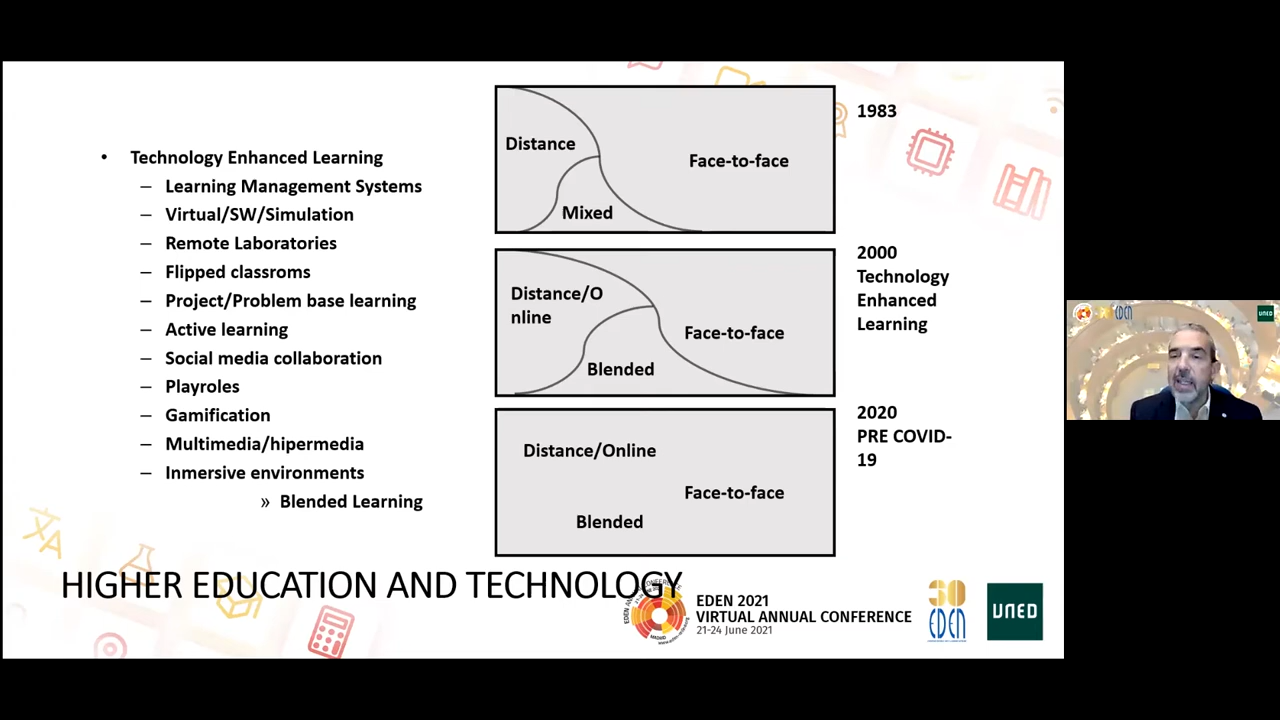 • Technology Enhanced Learning
– Learning Management Systems
– Virtual/SW/Simulation
– Remote Laboratories
– Flipped classroms
– Project/Problem base learning
– Active learning
– Social media collaboration
– Playroles
– Gamification
– Multimedia/hipermedia
– Inmersive environments
» Blended Learning
Distance
Face-to-face
Mixed
1983
Distance/O
nline
Face-to-face
Blended
2000
Technology
Enhanced
Learning
Distance/Online
Face-to-face
Blended
2020
PRE COVID-
19
HIGHER EDUCATION AND TECHNOLOGY
EDEN 2021
VIRTUAL ANNUAL CONFERENCE
21-24 June 2021
MADRID
30
EDEN
UNED
EDEN
UNED